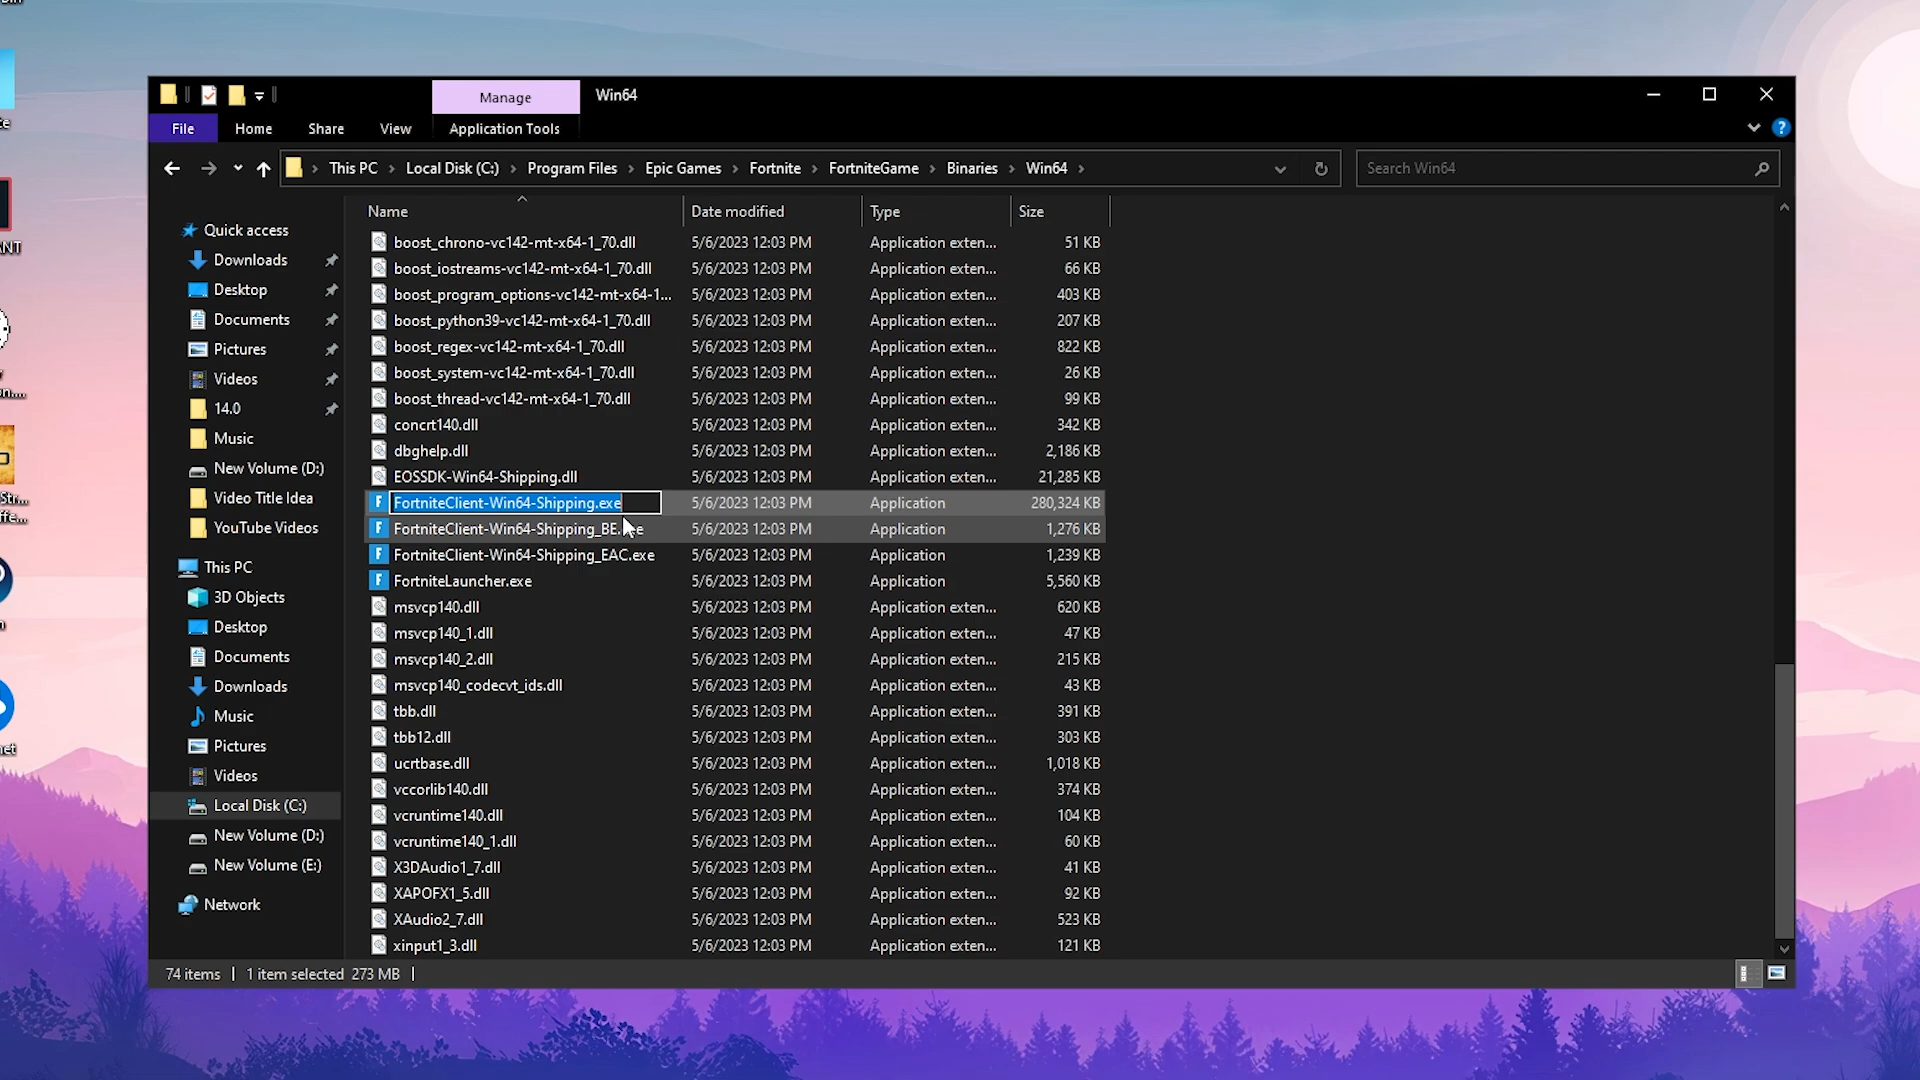 Manage
Win64
File Home Share View Application Tools
This PC Local Disk (C:) Program Files Epic Games Fortnite FortniteGame Binaries Win64
Search Win64
Name Date modified Type Size
Quick access
Downloads
Desktop
Documents
Pictures
Videos
14.0
Music
New Volume (D:)
Video Title Idea
YouTube Videos
This PC
3D Objects
Desktop
Documents
Downloads
Music
Pictures
Videos
Local Disk (C:)
New Volume (D:)
New Volume (E:)
Network
boost_chrono-vc142-mt-x64-1_70.dll 5/6/2023 12:03 PM Application exten... 51 KB
boost_iostreams-vc142-mt-x64-1_70.dll 5/6/2023 12:03 PM Application exten... 66 KB
boost_program_options-vc142-mt-x64-1... 5/6/2023 12:03 PM Application exten... 403 KB
boost_python39-vc142-mt-x64-1_70.dll 5/6/2023 12:03 PM Application exten... 207 KB
boost_regex-vc142-mt-x64-1_70.dll 5/6/2023 12:03 PM Application exten... 822 KB
boost_system-vc142-mt-x64-1_70.dll 5/6/2023 12:03 PM Application exten... 26 KB
boost_thread-vc142-mt-x64-1_70.dll 5/6/2023 12:03 PM Application exten... 99 KB
concrt140.dll 5/6/2023 12:03 PM Application exten... 342 KB
dbghelp.dll 5/6/2023 12:03 PM Application exten... 2,186 KB
EOSSDK-Win64-Shipping.dll 5/6/2023 12:03 PM Application exten... 21,285 KB
FortniteClient-Win64-Shipping.exe 5/6/2023 12:03 PM Application 280,324 KB
FortniteClient-Win64-Shipping_BE. e 5/6/2023 12:03 PM Application 1,276 KB
FortniteClient-Win64-Shipping_EAC.exe 5/6/2023 12:03 PM Application 1,239 KB
FortniteLauncher.exe 5/6/2023 12:03 PM Application 5,560 KB
msvcp140.dll 5/6/2023 12:03 PM Application exten... 620 KB
msvcp140_1.dll 5/6/2023 12:03 PM Application exten... 47 KB
msvcp140_2.dll 5/6/2023 12:03 PM Application exten... 215 KB
msvcp140_codecvt_ids.dll 5/6/2023 12:03 PM Application exten... 43 KB
tbb.dll 5/6/2023 12:03 PM Application exten... 391 KB
tbb12.dll 5/6/2023 12:03 PM Application exten... 303 KB
ucrtbase.dll 5/6/2023 12:03 PM Application exten... 1,018 KB
vccorlib140.dll 5/6/2023 12:03 PM Application exten... 374 KB
vcruntime140.dll 5/6/2023 12:03 PM Application exten... 104 KB
vcruntime140_1.dll 5/6/2023 12:03 PM Application exten... 60 KB
X3DAudio1_7.dll 5/6/2023 12:03 PM Application exten... 41 KB
XAPOFX1_5.dll 5/6/2023 12:03 PM Application exten... 92 KB
XAudio2_7.dll 5/6/2023 12:03 PM Application exten... 523 KB
xinput1_3.dll 5/6/2023 12:03 PM Application exten... 121 KB
74 items 1 item selected 273 MB